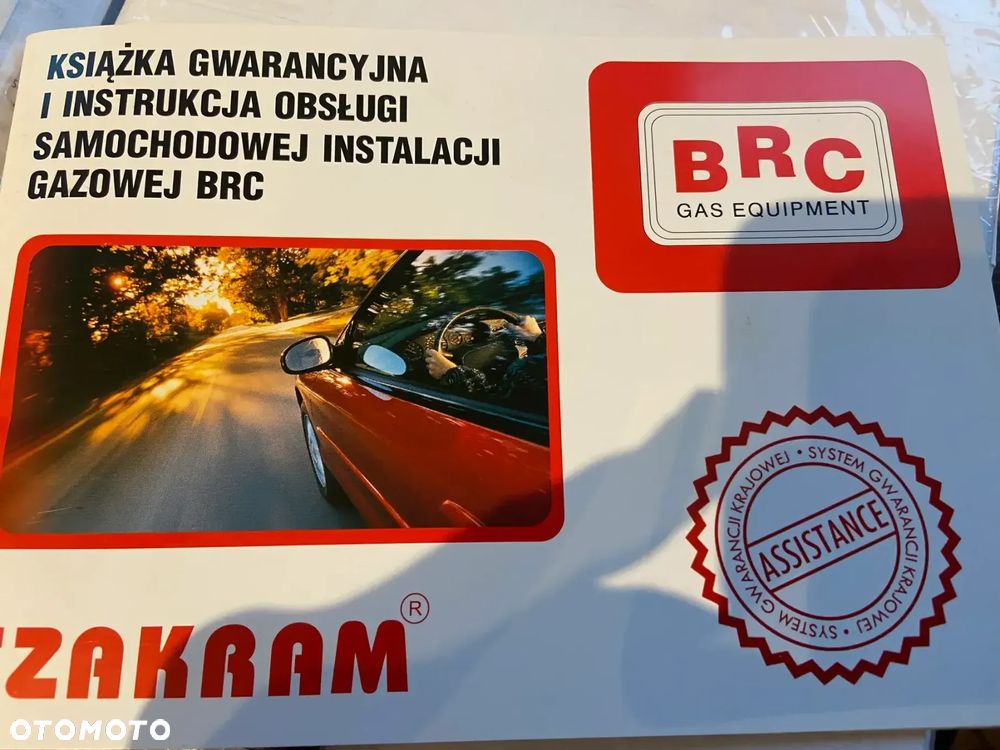 KSIĄŻKA GWARANCYJNA
I INSTRUKCJA OBSŁUGI
SAMOCHODOWEJ INSTALACJI
GAZOWEJ BRC
BRC
GAS EQUIPMENT
SYSTEM GWARANCJI KRAJOWEJ • SYSTEM GWARANCJI KRAJOWEJ •
ASSISTANCE
CZAKRAM®
OTOMOTO